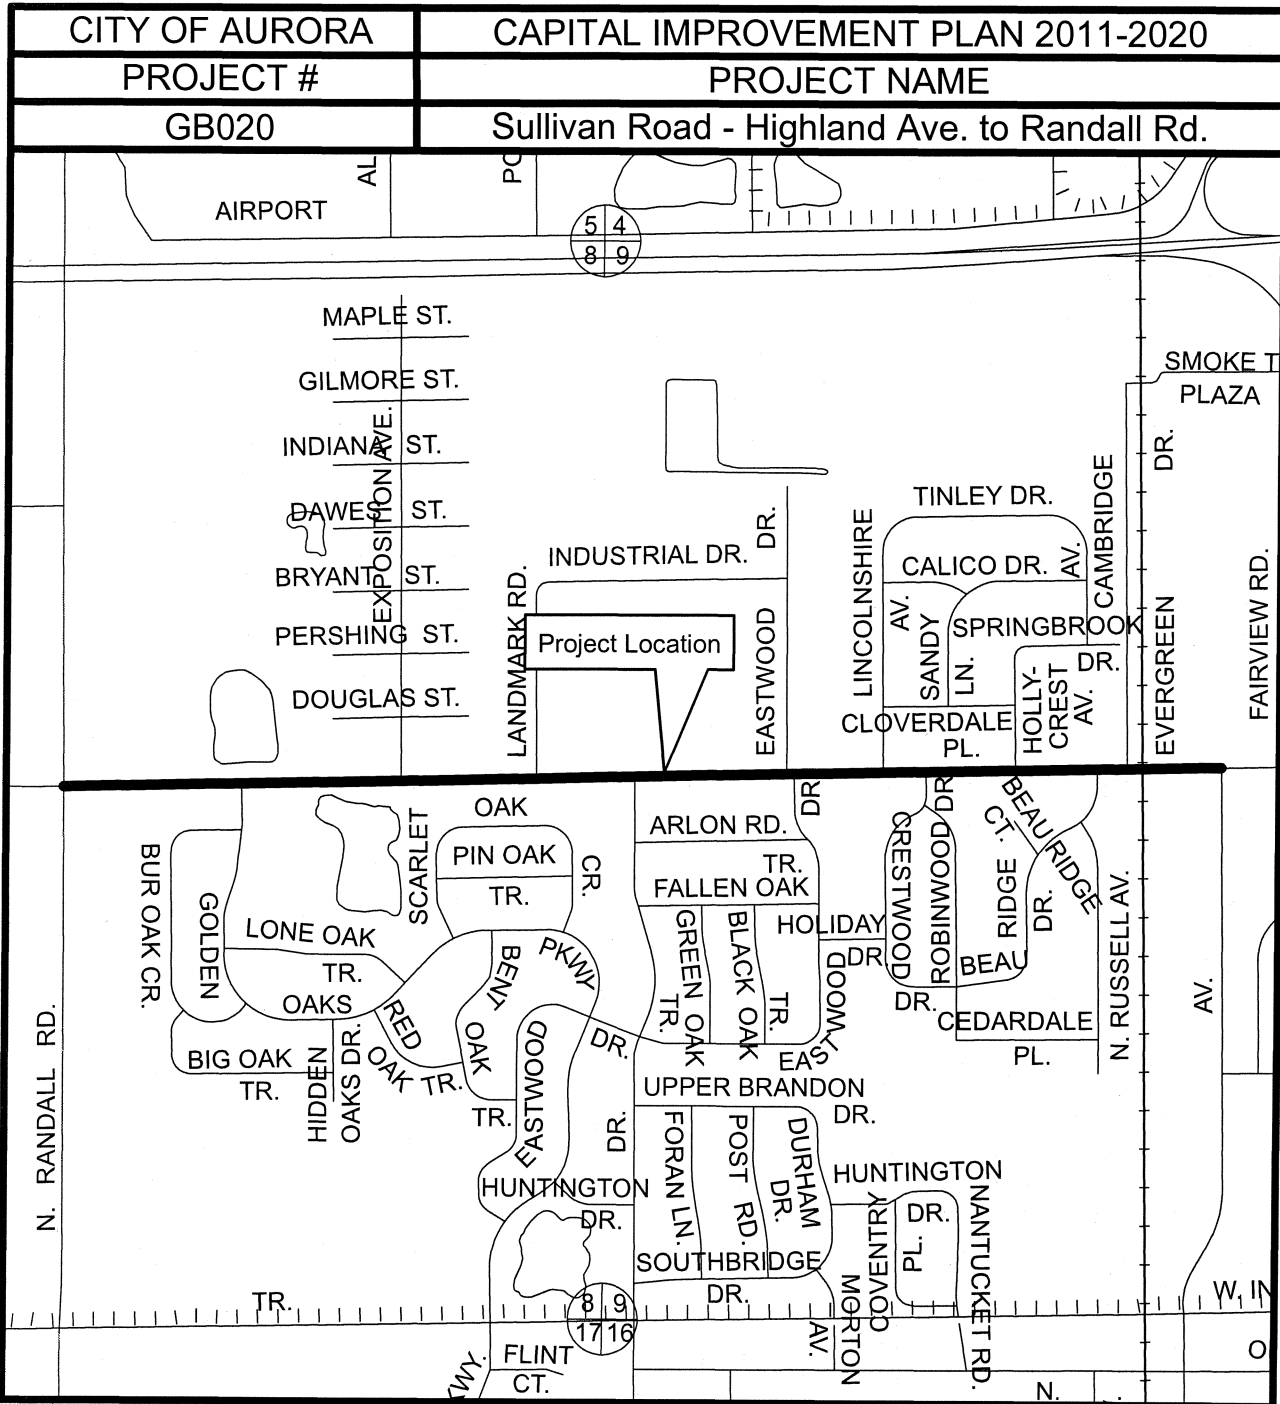 CITY OF AURORA
CAPITAL IMPROVEMENT PLAN 2011-2020
PROJECT #
PROJECT NAME
GB020
Sullivan Road - Highland Ave. to Randall Rd.
AIRPORT
5 4
8 9
MAPLE ST.
GILMORE ST.
INDIANA ST.
DAWES ST.
BRYANT ST.
PERSHING ST.
DOUGLAS ST.
EXPOSITION AVE.
LANDMARK RD.
INDUSTRIAL DR.
EASTWOOD DR.
Project Location
SMOKE T
PLAZA
TINLEY DR.
CALICO DR.
LINCOLNSHIRE AV.
SANDY LN.
SPRINGBROOK
DR.
CAMBRIDGE AV.
HOLLY-
CREST
AV.
CLOVERDALE
PL.
EVERGREEN DR.
FAIRVIEW RD.
OAK
CR.
SCARLET
PIN OAK
TR.
BUR OAK CR.
GOLDEN
OAKS
DR.
LONE OAK
TR.
BIG OAK
TR.
HIDDEN
OAKS DR.
RED OAK TR.
BENT OAK
TR.
PKWY
EASTWOOD DR.
N. RANDALL RD.
ARLON RD.
TR.
FALLEN OAK
GREEN OAK
TR.
BLACK OAK
TR.
DR
HOLIDAY
DR.
EASTWOOD
EAST
CRESTWOOD
DR.
ROBINWOOD DR
BEAU RIDGE
CT.
BEAU RIDGE
DR.
CEDARDALE
PL.
N. RUSSELL AV.
AV.
UPPER BRANDON
DR.
FORAN LN.
POST RD.
DURHAM
DR.
HUNTINGTON
DR.
HUNTINGTON
DR.
SOUTHBRIDGE
DR.
COVENTRY
PL.
NANTUCKET RD.
MORTON
AV.
TR.
8 9
17 16
FLINT
CT.
KWY.
W. IN
O
N.